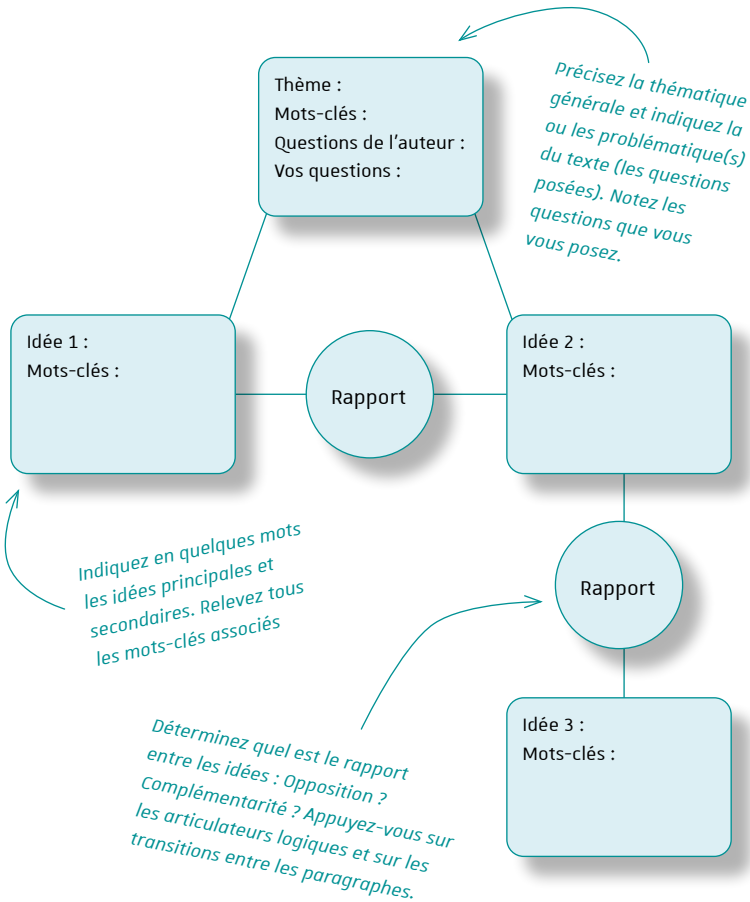 Thème :
Mots-clés :
Questions de l'auteur :
Vos questions :
Précisez la thématique
générale et indiquez la
ou les problématique(s)
du texte (les questions
posées). Notez les
questions que vous
vous posez.
Idée 1 :
Mots-clés :
Rapport
Idée 2 :
Mots-clés :
Indiquez en quelques mots
les idées principales et
secondaires. Relevez tous
les mots-clés associés
Rapport
Déterminez quel est le rapport
entre les idées : Opposition ?
Complémentarité ? Appuyez-vous sur
les articulateurs logiques et sur les
transitions entre les paragraphes.
Idée 3 :
Mots-clés :